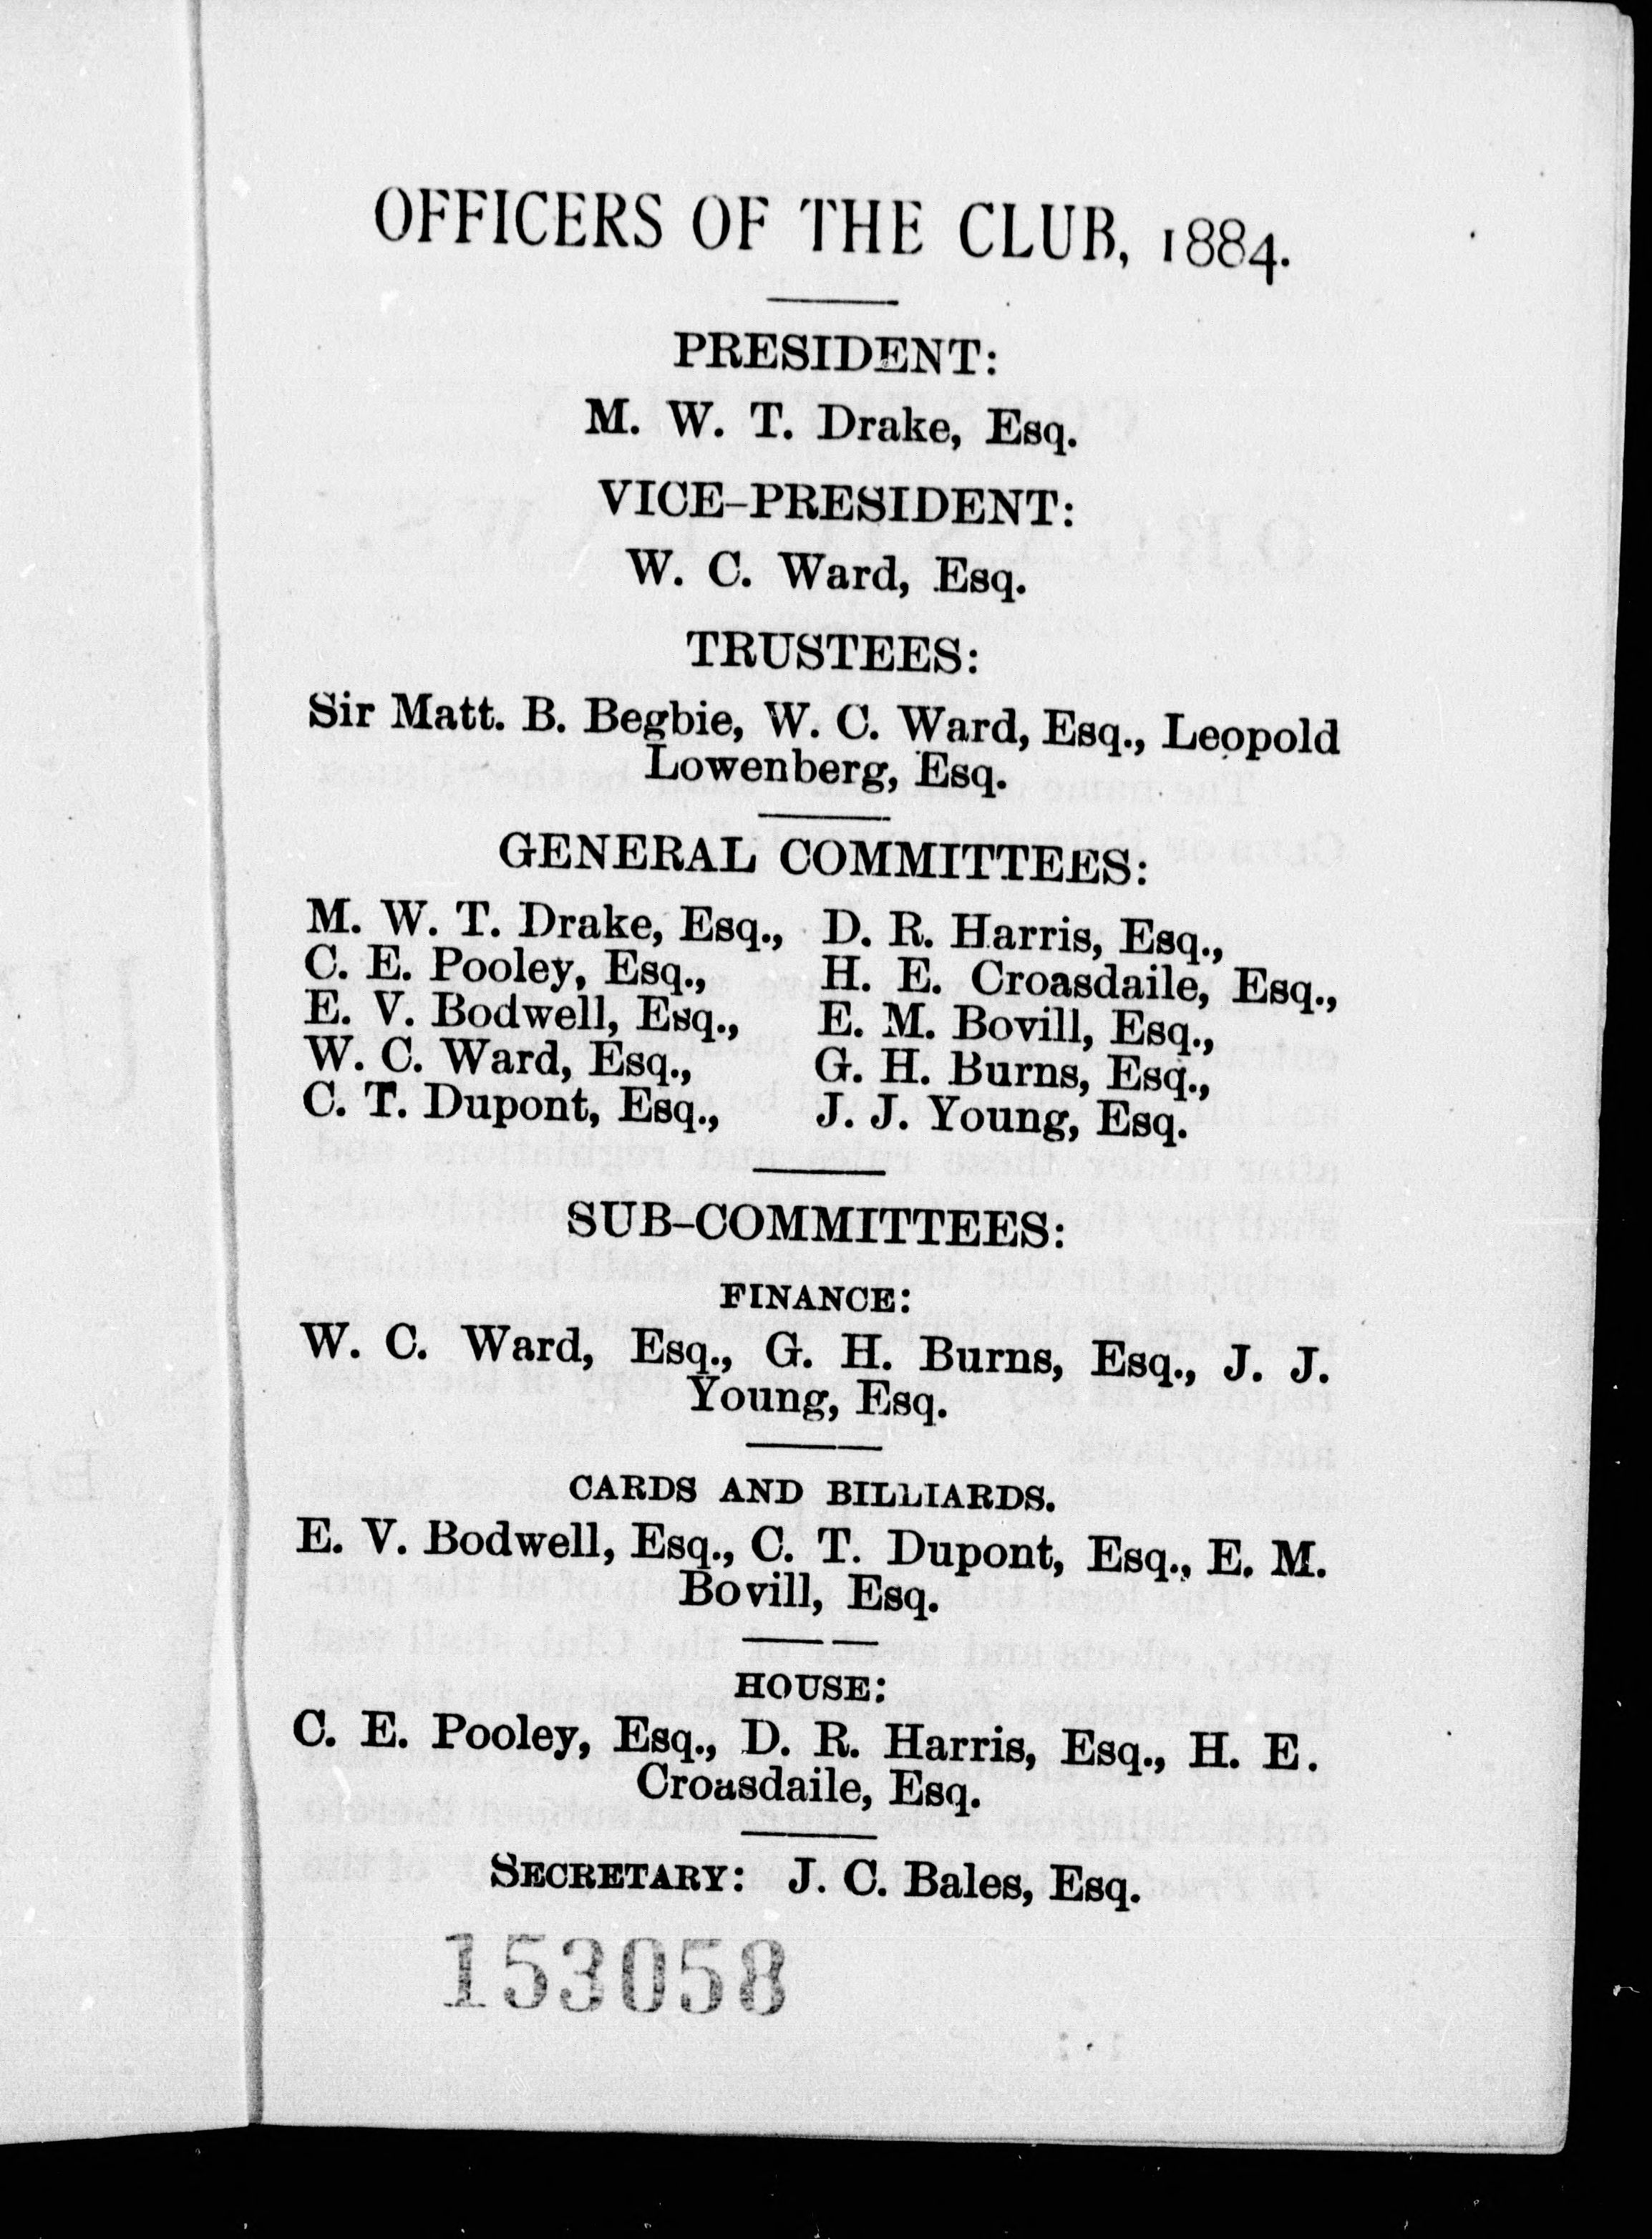 OFFICERS OF THE CLUB, 1884.
PRESIDENT:
M. W. T. Drake, Esq.
VICE-PRESIDENT:
W. C. Ward, Esq.
TRUSTEES:
Sir Matt. B. Begbie, W. C. Ward, Esq., Leopold
Lowenberg, Esq.
GENERAL COMMITTEES:
M. W. T. Drake, Esq., D. R. Harris, Esq.,
C. E. Pooley, Esq., H. E. Croasdaile, Esq.,
E. V. Bodwell, Esq., E. M. Bovill, Esq.,
W. C. Ward, Esq., G. H. Burns, Esq.,
C. T. Dupont, Esq., J. J. Young, Esq.
SUB-COMMITTEES:
FINANCE:
W. C. Ward, Esq., G. H. Burns, Esq., J. J.
Young, Esq.
CARDS AND BILLIARDS.
E. V. Bodwell, Esq., C. T. Dupont, Esq., E. M.
Bovill, Esq.
HOUSE:
C. E. Pooley, Esq., D. R. Harris, Esq., H. E.
Croasdaile, Esq.
SECRETARY: J. C. Bales, Esq.
153058